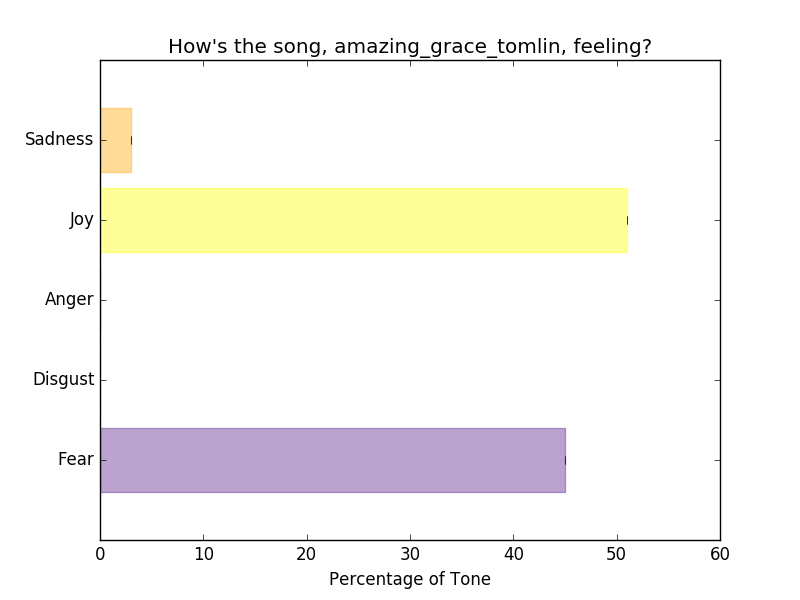 How's the song, amazing_grace_tomlin, feeling?
Sadness
Joy
Anger
Disgust
Fear
0 10 20 30 40 50 60
Percentage of Tone